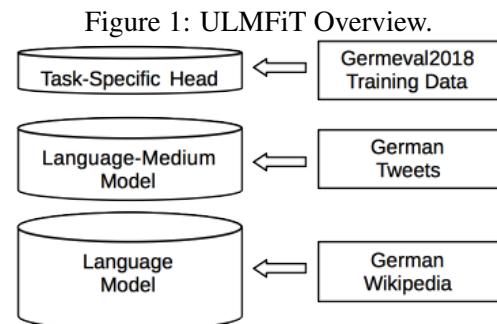 Figure 1: ULMFiT Overview.
Task-Specific Head
Germeval2018
Training Data
Language-Medium
Model
German
Tweets
Language
Model
German
Wikipedia